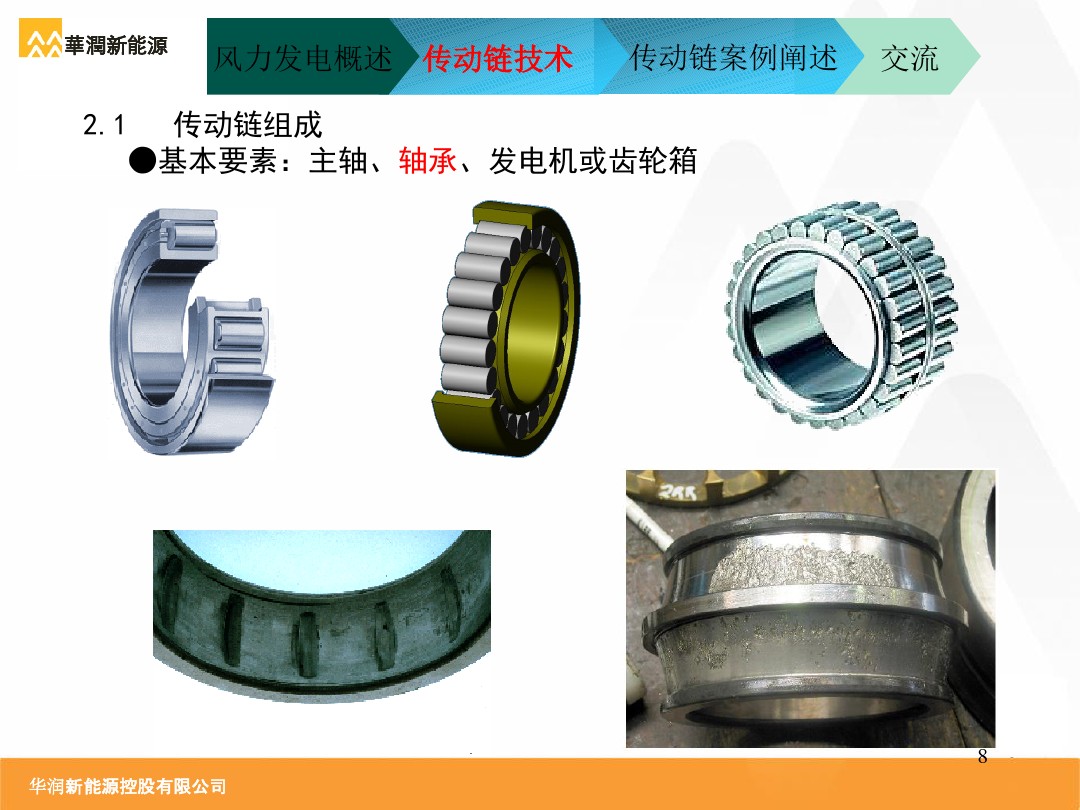 華潤新能源
风力发电概述 传动链技术 传动链案例阐述 交流
2.1 传动链组成
●基本要素：主轴、轴承、发电机或齿轮箱
2RR
8
华润新能源控股有限公司